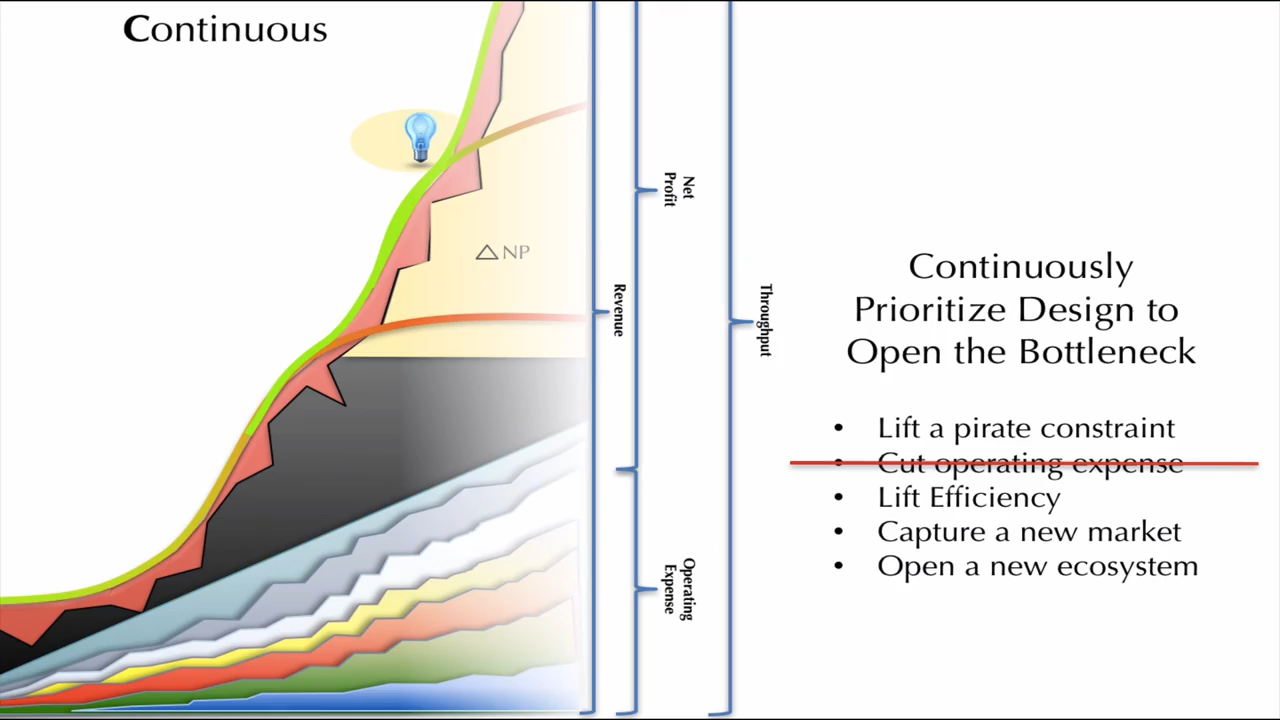 Continuous
△ NP
Net
Profit
Revenue
Throughput
Operating
Expense
Continuously
Prioritize Design to
Open the Bottleneck
• Lift a pirate constraint
• Cut operating expense
• Lift Efficiency
• Capture a new market
• Open a new ecosystem